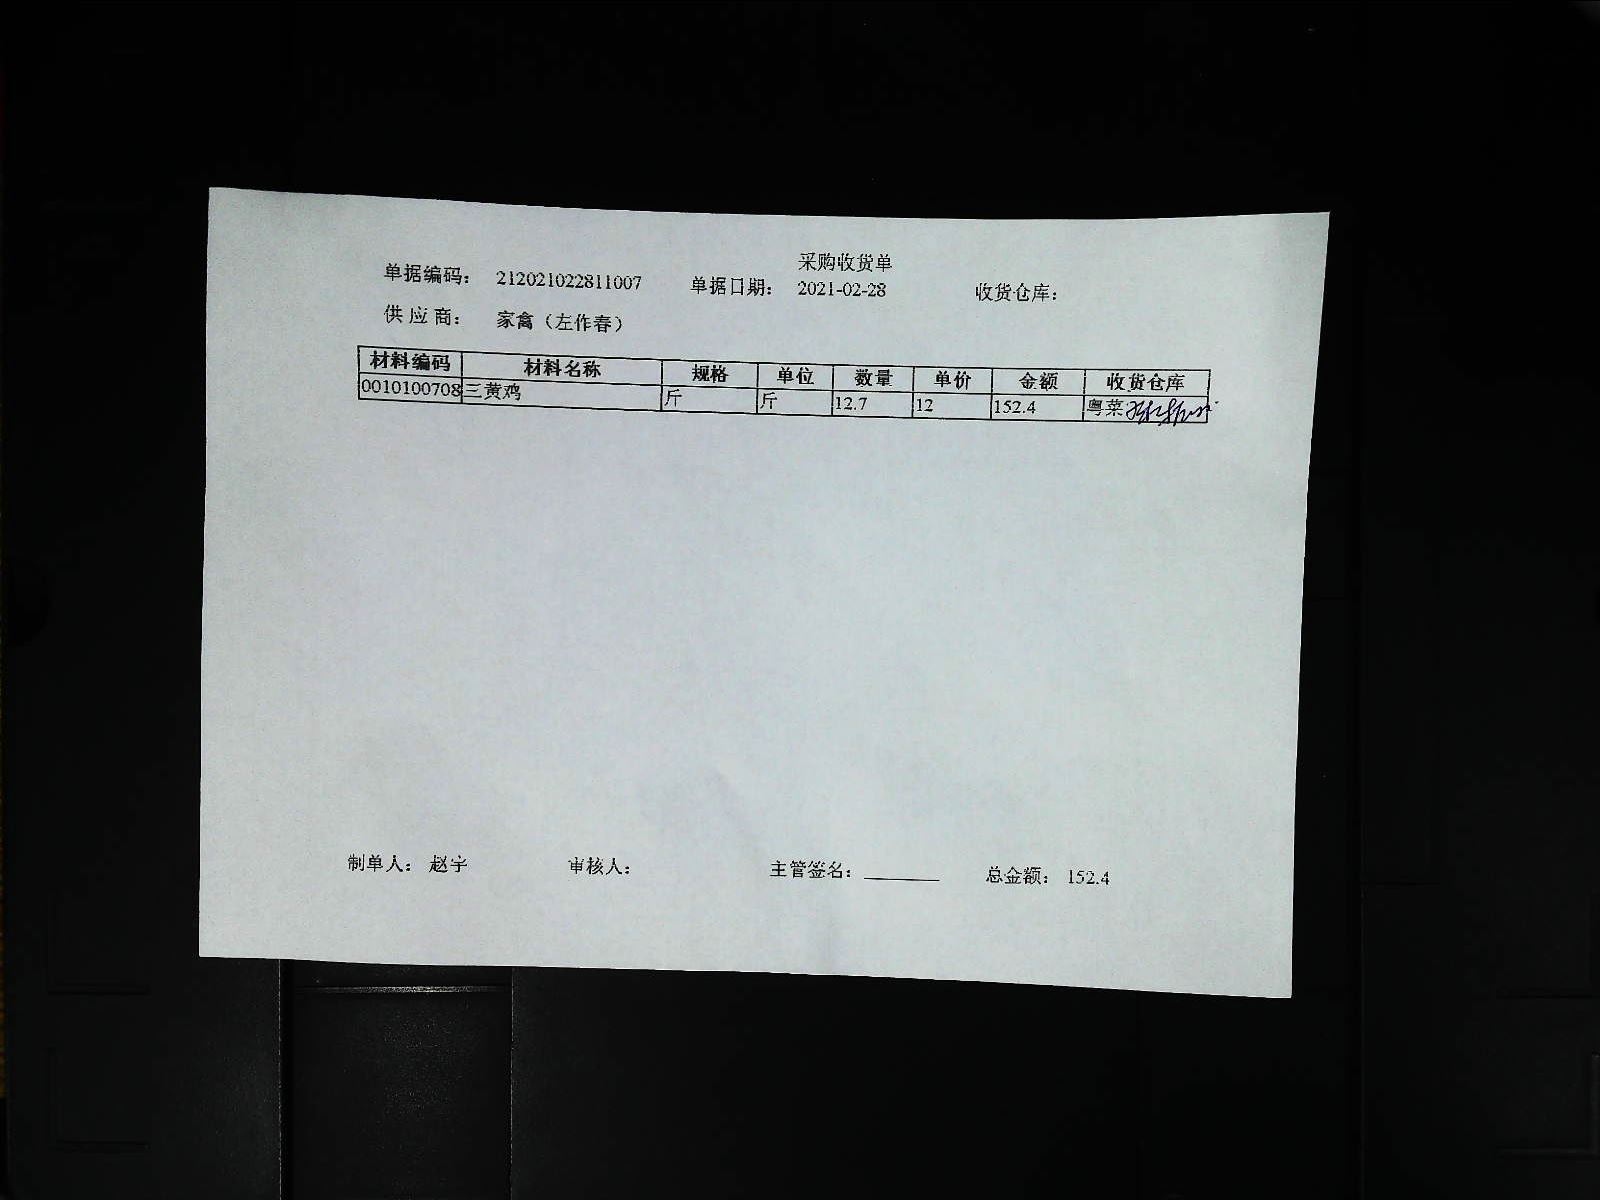 采购收货单
单据编码： 212021022811007 单据日期： 2021-02-28 收货仓库：
供应商： 家禽（左作春）
材料编码 材料名称 规格 单位 数量 单价 金额 收货仓库
0010100708 三黄鸡 斤 斤 12.7 12 152.4 粤菜
制单人： 赵宇 审核人： 主管签名： 总金额： 152.4